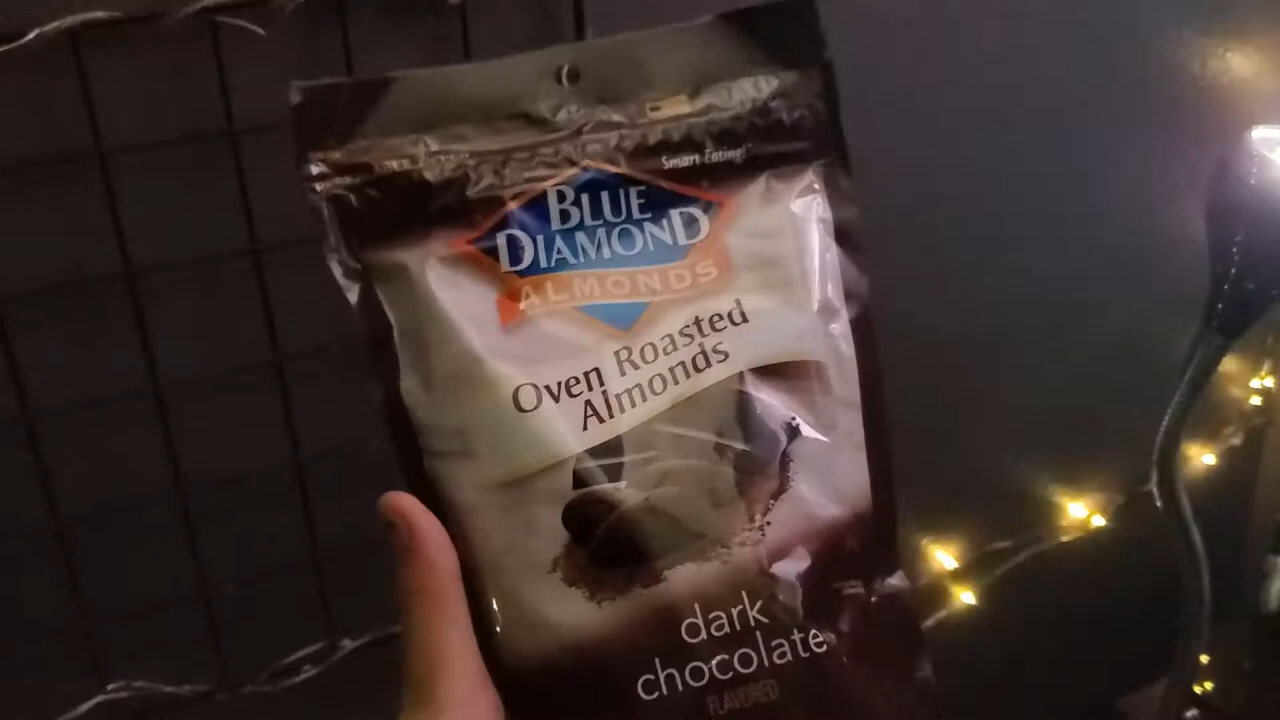 Smart Eating!
BLUE
DIAMOND
ALMONDS
Oven Roasted
Almonds
dark
chocolate
FLAVORED